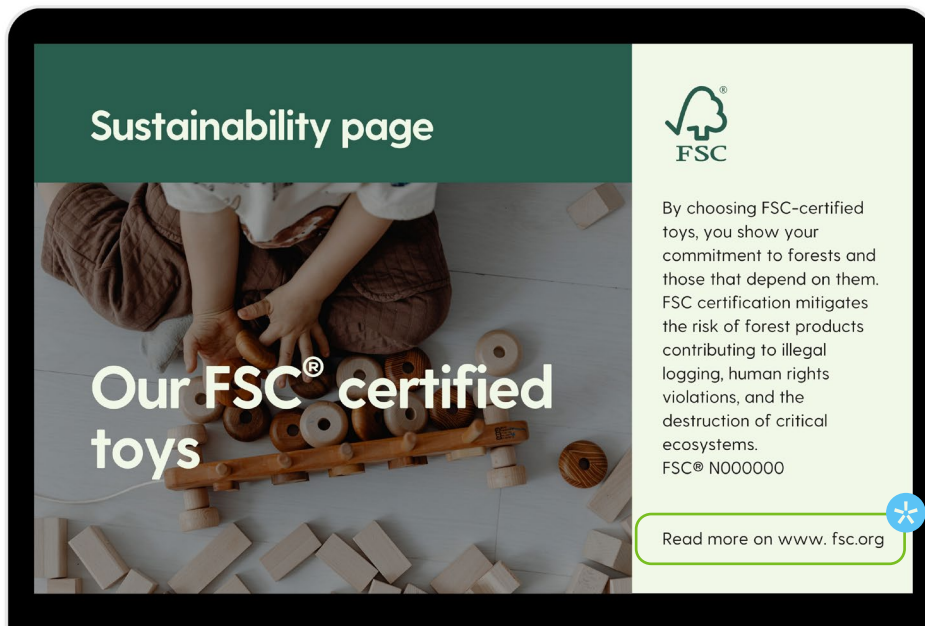 Sustainability page
Our FSC® certified
toys
®
FSC
By choosing FSC-certified
toys, you show your
commitment to forests and
those that depend on them.
FSC certification mitigates
the risk of forest products
contributing to illegal
logging, human rights
violations, and the
destruction of critical
ecosystems.
FSC® N000000
Read more on www. fsc.org